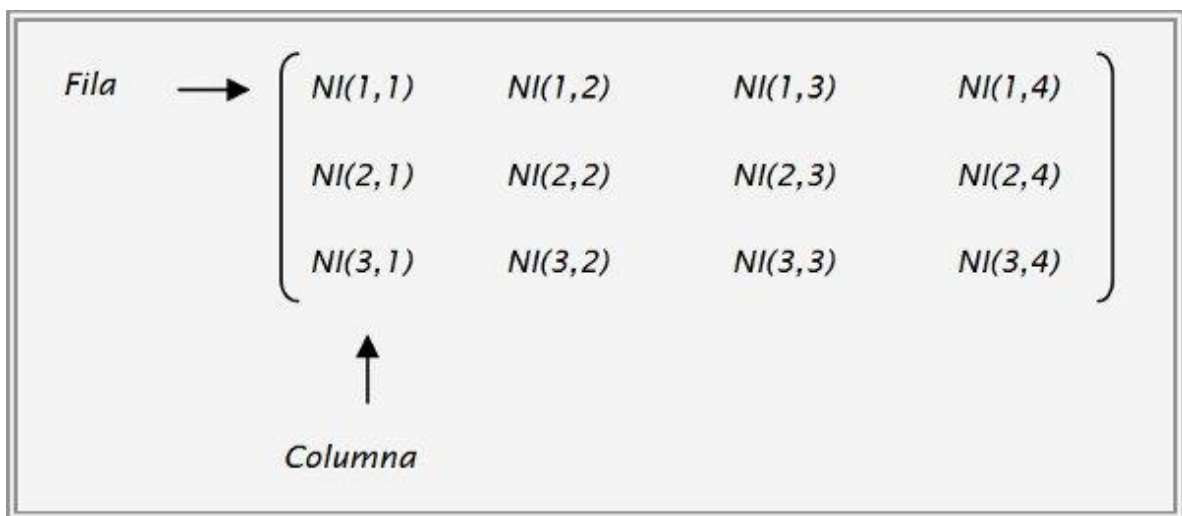 Fila NI(1,1) NI(1,2) NI(1,3) NI(1,4)
NI(2,1) NI(2,2) NI(2,3) NI(2,4)
NI(3,1) NI(3,2) NI(3,3) NI(3,4)
Columna